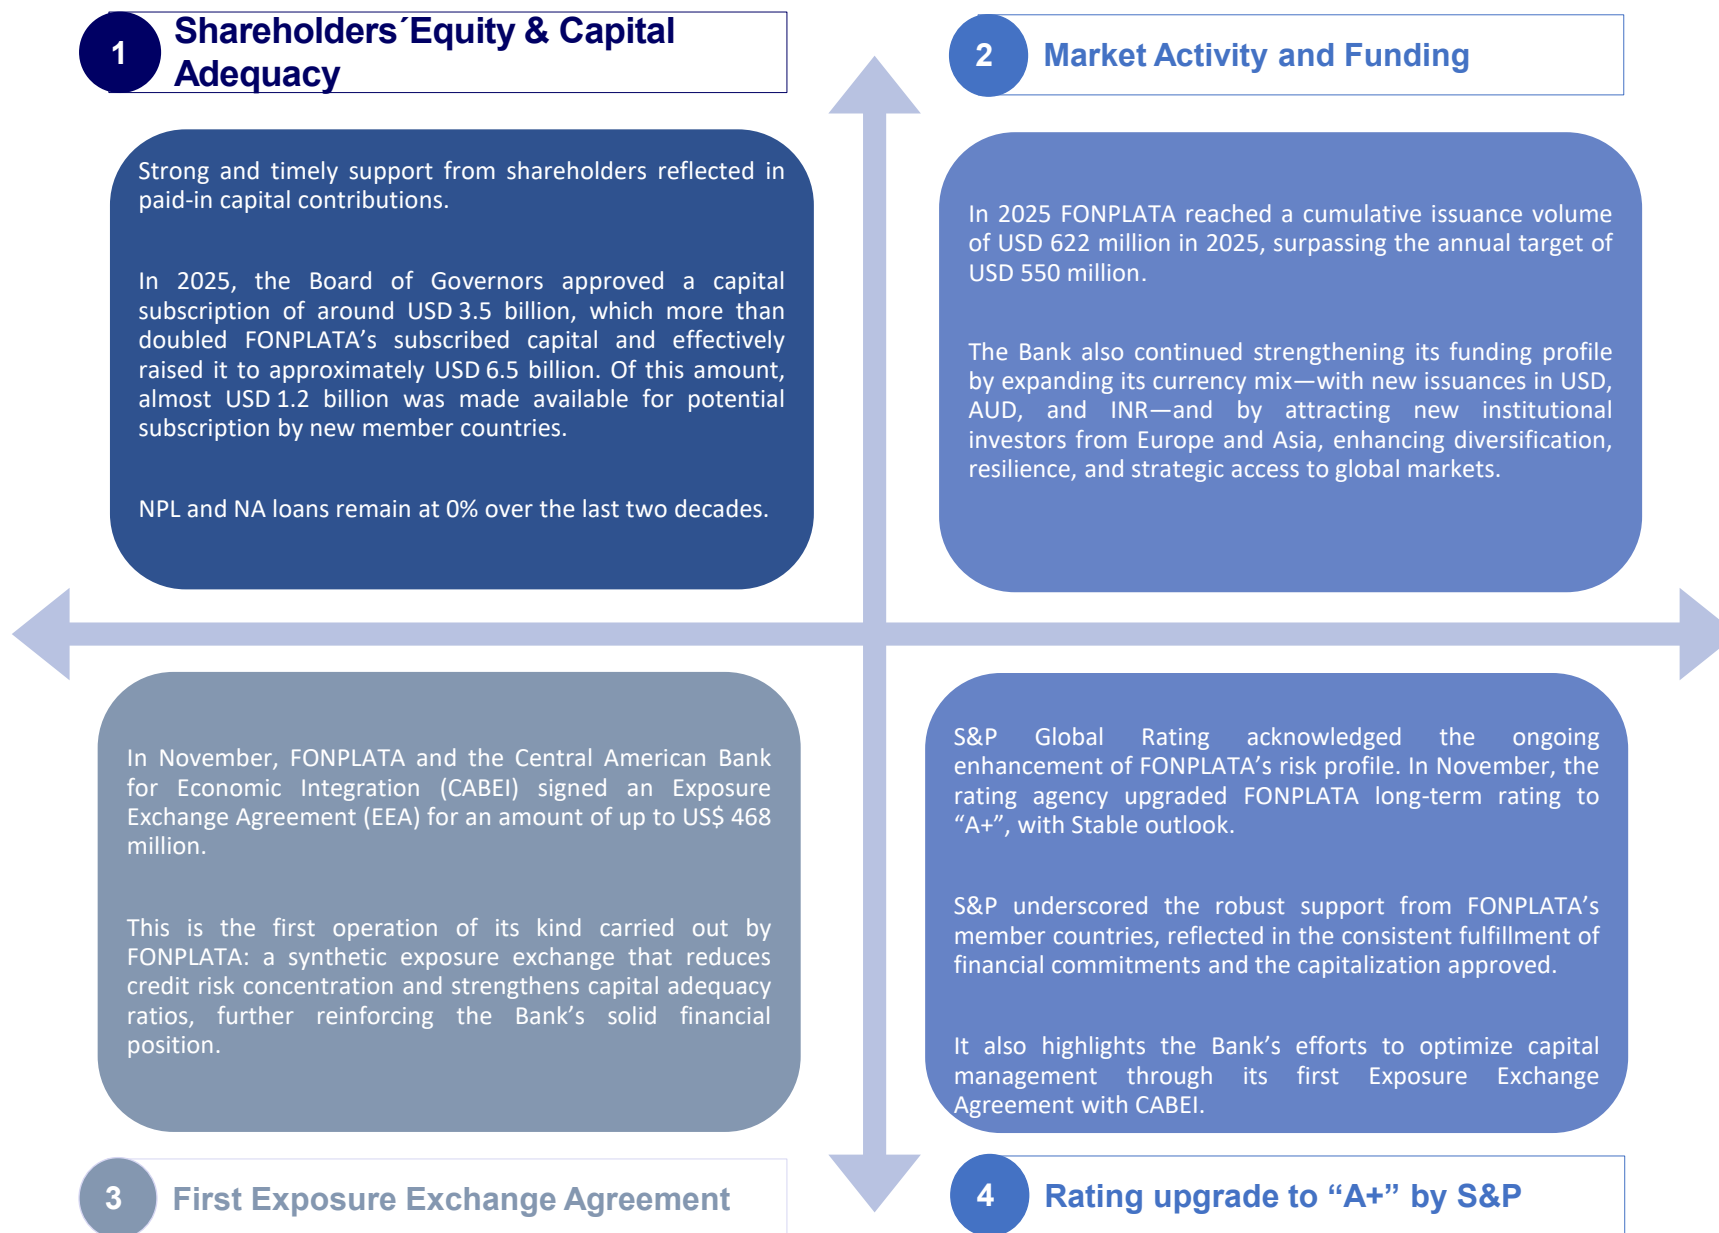 1
Shareholders´Equity & Capital
Adequacy
Strong and timely support from shareholders reflected in
paid-in capital contributions.
In 2025, the Board of Governors approved a capital
subscription of around USD 3.5 billion, which more than
doubled FONPLATA’s subscribed capital and effectively
raised it to approximately USD 6.5 billion. Of this amount,
almost USD 1.2 billion was made available for potential
subscription by new member countries.
NPL and NA loans remain at 0% over the last two decades.
2
Market Activity and Funding
In 2025 FONPLATA reached a cumulative issuance volume
of USD 622 million in 2025, surpassing the annual target of
USD 550 million.
The Bank also continued strengthening its funding profile
by expanding its currency mix—with new issuances in USD,
AUD, and INR—and by attracting new institutional
investors from Europe and Asia, enhancing diversification,
resilience, and strategic access to global markets.
In November, FONPLATA and the Central American Bank
for Economic Integration (CABEI) signed an Exposure
Exchange Agreement (EEA) for an amount of up to US$ 468
million.
This is the first operation of its kind carried out by
FONPLATA: a synthetic exposure exchange that reduces
credit risk concentration and strengthens capital adequacy
ratios, further reinforcing the Bank’s solid financial
position.
3
First Exposure Exchange Agreement
S&P Global Rating acknowledged the ongoing
enhancement of FONPLATA’s risk profile. In November, the
rating agency upgraded FONPLATA long-term rating to
“A+”, with Stable outlook.
S&P underscored the robust support from FONPLATA’s
member countries, reflected in the consistent fulfillment of
financial commitments and the capitalization approved.
It also highlights the Bank’s efforts to optimize capital
management through its first Exposure Exchange
Agreement with CABEI.
4
Rating upgrade to “A+” by S&P